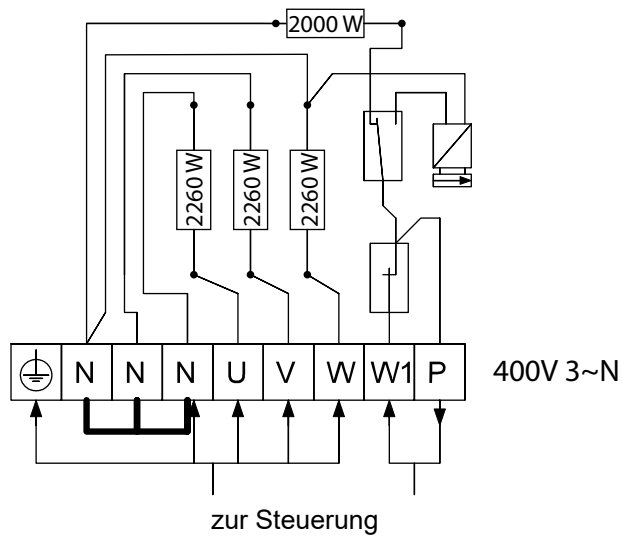 2000 W
2260 W
2260 W
2260 W
N N N U V W W1 P
400V 3~N
zur Steuerung